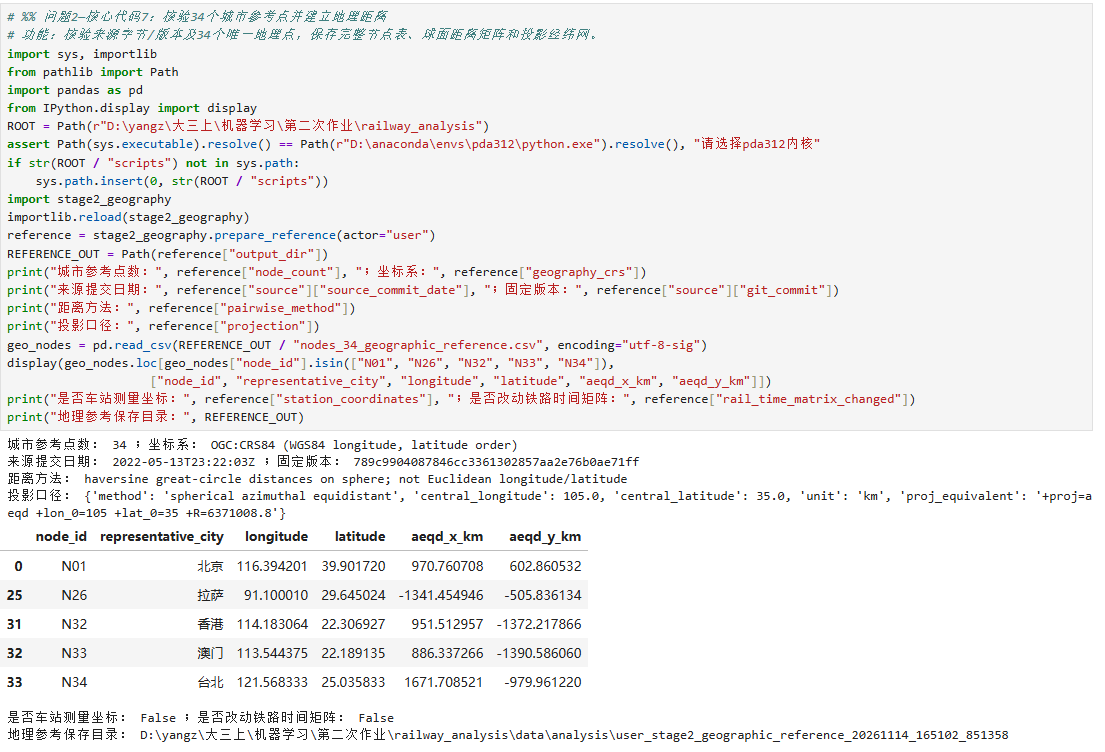 # %% 问题2—核心代码7：核验34个城市参考点并建立地理距离
# 功能：核验来源字节/版本及34个唯一地理点，保存完整节点表、球面距离矩阵和投影经纬网。
import sys, importlib
from pathlib import Path
import pandas as pd
from IPython.display import display
ROOT = Path(r"D:\yangz\大三上\机器学习\第二次作业\railway_analysis")
assert Path(sys.executable).resolve() == Path(r"D:\anaconda\envs\pda312\python.exe").resolve(), "请选择pda312内核"
if str(ROOT / "scripts") not in sys.path:
    sys.path.insert(0, str(ROOT / "scripts"))
import stage2_geography
importlib.reload(stage2_geography)
reference = stage2_geography.prepare_reference(actor="user")
REFERENCE_OUT = Path(reference["output_dir"])
print("城市参考点数：", reference["node_count"], "；坐标系：", reference["geography_crs"])
print("来源提交日期：", reference["source"]["source_commit_date"], "；固定版本：", reference["source"]["git_commit"])
print("距离方法：", reference["pairwise_method"])
print("投影口径：", reference["projection"])
geo_nodes = pd.read_csv(REFERENCE_OUT / "nodes_34_geographic_reference.csv", encoding="utf-8-sig")
display(geo_nodes.loc[geo_nodes["node_id"].isin(["N01", "N26", "N32", "N33", "N34"]),
                      ["node_id", "representative_city", "longitude", "latitude", "aeqd_x_km", "aeqd_y_km"]])
print("是否车站测量坐标：", reference["station_coordinates"], "；是否改动铁路时间矩阵：", reference["rail_time_matrix_changed"])
print("地理参考保存目录：", REFERENCE_OUT)
城市参考点数： 34 ；坐标系： OGC:CRS84 (WGS84 longitude, latitude order)
来源提交日期： 2022-05-13T23:22:03Z ；固定版本： 789c9904087846cc3361302857aa2e76b0ae71ff
距离方法： haversine great-circle distances on sphere; not Euclidean longitude/latitude
投影口径： {'method': 'spherical azimuthal equidistant', 'central_longitude': 105.0, 'central_latitude': 35.0, 'unit': 'km', 'proj_equivalent': '+proj=a
eqd +lon_0=105 +lat_0=35 +R=6371008.8'}
node_id representative_city longitude latitude aeqd_x_km aeqd_y_km
0 N01 北京 116.394201 39.901720 970.760708 602.860532
25 N26 拉萨 91.100010 29.645024 -1341.454946 -505.836134
31 N32 香港 114.183064 22.306927 951.512957 -1372.217866
32 N33 澳门 113.544375 22.189135 886.337266 -1390.586060
33 N34 台北 121.568333 25.035833 1671.708521 -979.961220
是否车站测量坐标： False ；是否改动铁路时间矩阵： False
地理参考保存目录： D:\yangz\大三上\机器学习\第二次作业\railway_analysis\data\analysis\user_stage2_geographic_reference_20261114_165102_851358